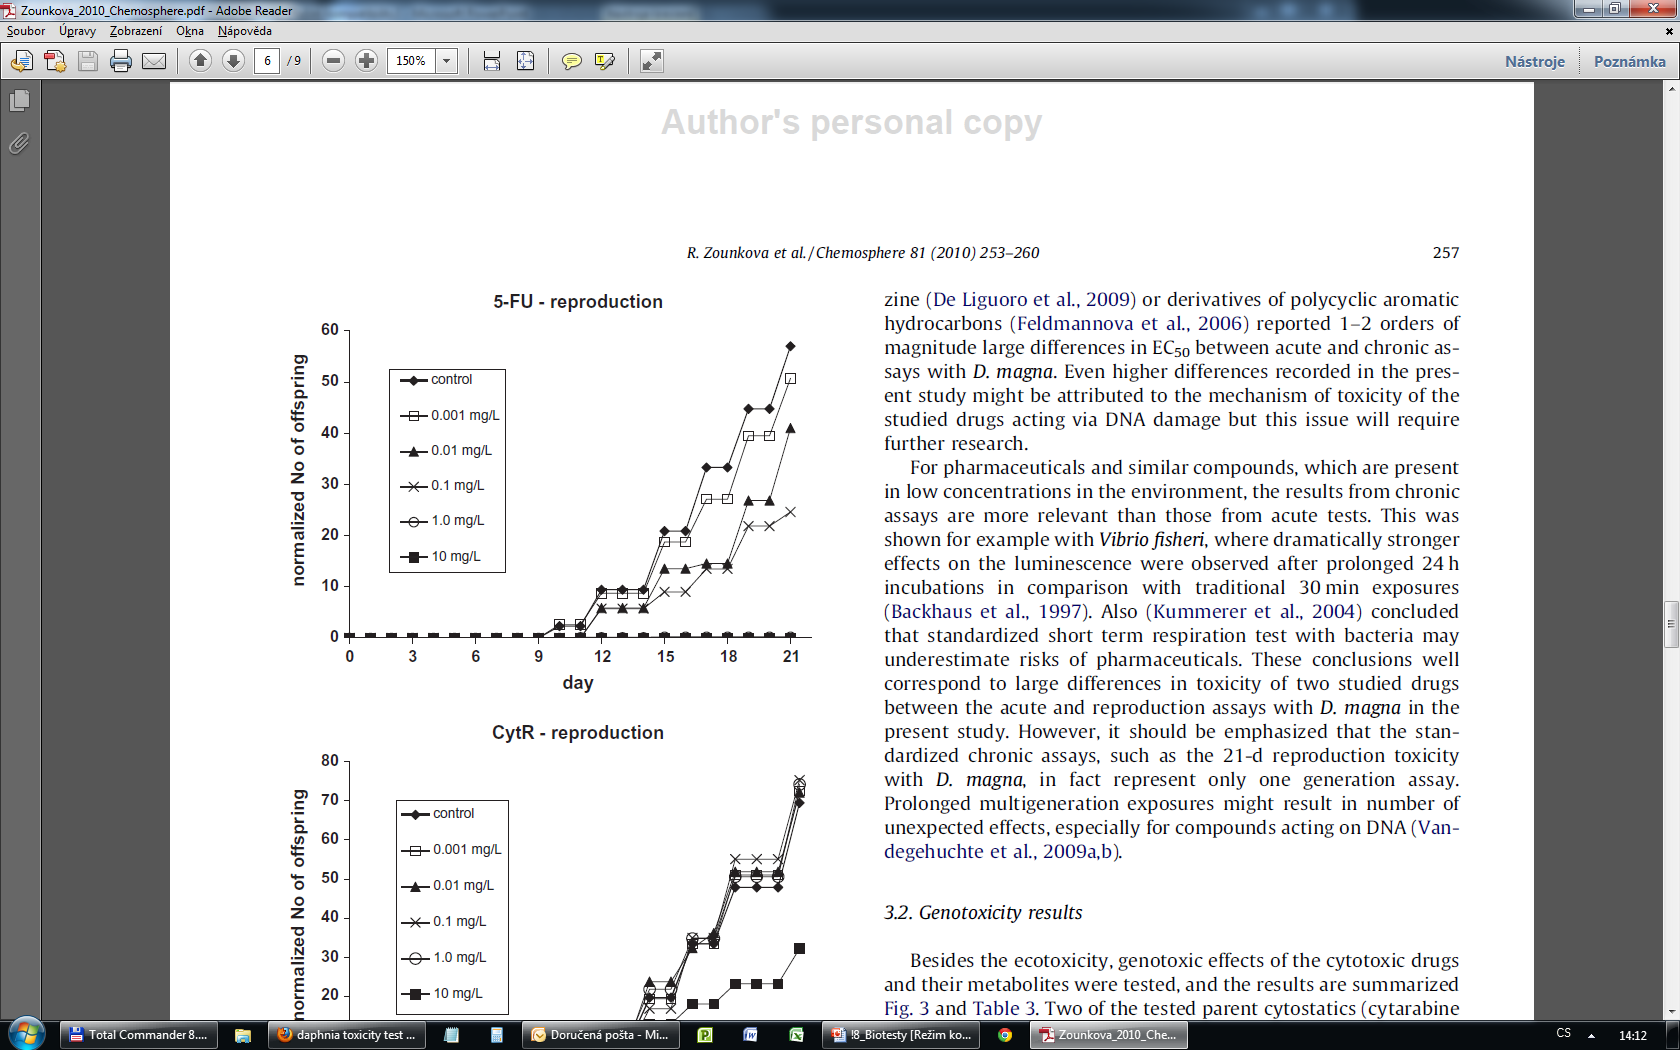 Zounkova_2010_Chemosphere.pdf - Adobe Reader
Soubor Úpravy Zobrazení Okna Nápověda
6 / 9 150% Nástroje Poznámka
Author's personal copy
R. Zounkova et al. / Chemosphere 81 (2010) 253–260 257
5-FU - reproduction
normalized No of offspring
60
50
40
30
20
10
0
control
0.001 mg/L
0.01 mg/L
0.1 mg/L
1.0 mg/L
10 mg/L
0 3 6 9 12 15 18 21
day
CytR - reproduction
normalized No of offspring
80
70
60
50
40
30
20
control
0.001 mg/L
0.01 mg/L
0.1 mg/L
1.0 mg/L
10 mg/L
zine (De Liguoro et al., 2009) or derivatives of polycyclic aromatic
hydrocarbons (Feldmannova et al., 2006) reported 1–2 orders of
magnitude large differences in EC50 between acute and chronic as-
says with D. magna. Even higher differences recorded in the pres-
ent study might be attributed to the mechanism of toxicity of the
studied drugs acting via DNA damage but this issue will require
further research.
For pharmaceuticals and similar compounds, which are present
in low concentrations in the environment, the results from chronic
assays are more relevant than those from acute tests. This was
shown for example with Vibrio fisheri, where dramatically stronger
effects on the luminescence were observed after prolonged 24 h
incubations in comparison with traditional 30 min exposures
(Backhaus et al., 1997). Also (Kummerer et al., 2004) concluded
that standardized short term respiration test with bacteria may
underestimate risks of pharmaceuticals. These conclusions well
correspond to large differences in toxicity of two studied drugs
between the acute and reproduction assays with D. magna in the
present study. However, it should be emphasized that the stan-
dardized chronic assays, such as the 21-d reproduction toxicity
with D. magna, in fact represent only one generation assay.
Prolonged multigeneration exposures might result in number of
unexpected effects, especially for compounds acting on DNA (Van-
degehuchte et al., 2009a,b).
3.2. Genotoxicity results
Besides the ecotoxicity, genotoxic effects of the cytotoxic drugs
and their metabolites were tested, and the results are summarized
Fig. 3 and Table 3. Two of the tested parent cytostatics (cytarabine
Total Commander 8.... daphnia toxicity test ... Doručená pošta - Mi... !8_Biotesty [Režim ko... Zounkova_2010_Che... CS 14:12